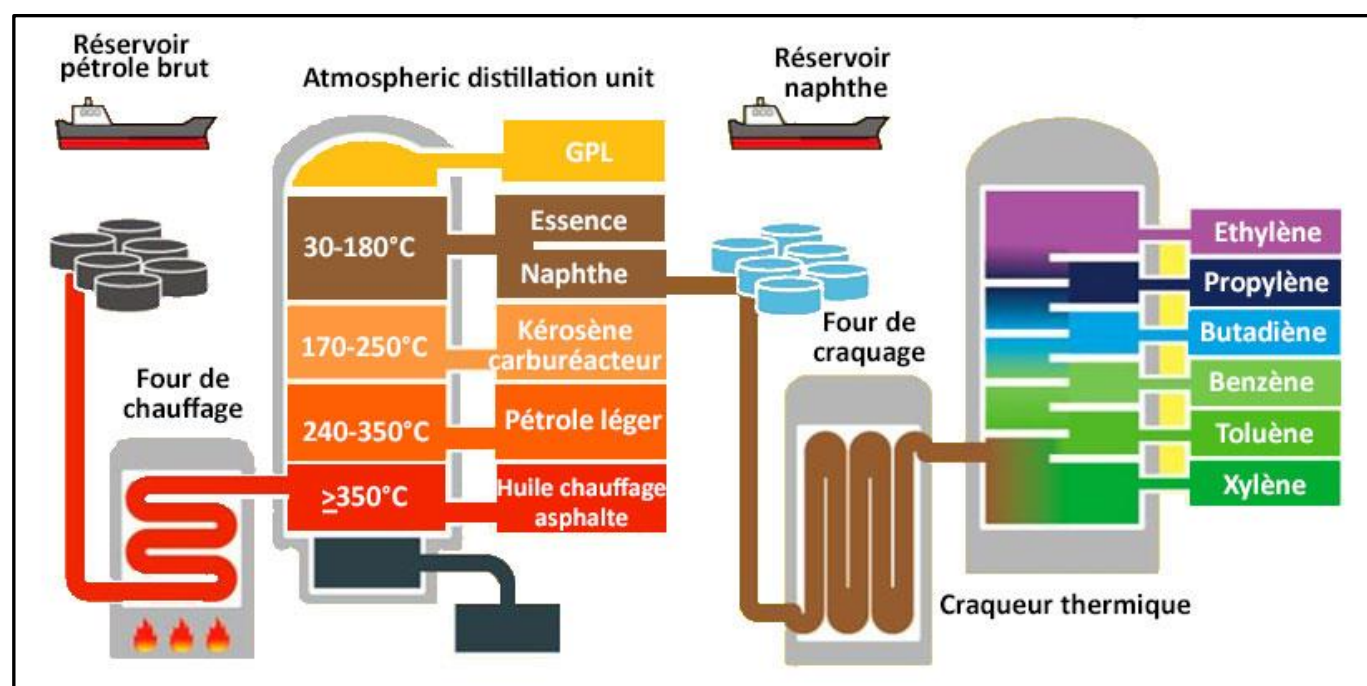 Réservoir
pétrole brut
Atmospheric distillation unit
Réservoir
naphthe
GPL
30-180°C
Essence
Naphthe
170-250°C
Kérosène
carburéacteur
240-350°C
Pétrole léger
≥350°C
Huile chauffage
asphalte
Four de
chauffage
Four de
craquage
Ethylène
Propylène
Butadiène
Benzène
Toluène
Xylène
Craqueur thermique